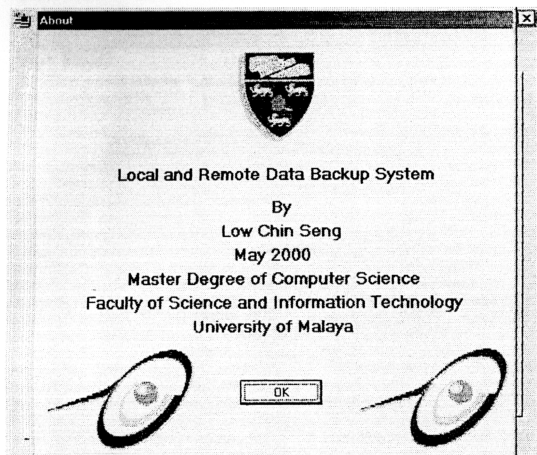 About
Local and Remote Data Backup System
By
Low Chin Seng
May 2000
Master Degree of Computer Science
Faculty of Science and Information Technology
University of Malaya
OK